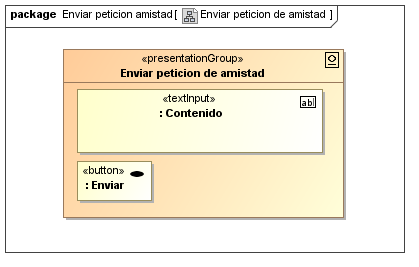 package Enviar peticion amistad [ Enviar peticion de amistad ]
«presentationGroup»
Enviar peticion de amistad
«textInput»
ab|
: Contenido
«button»
: Enviar